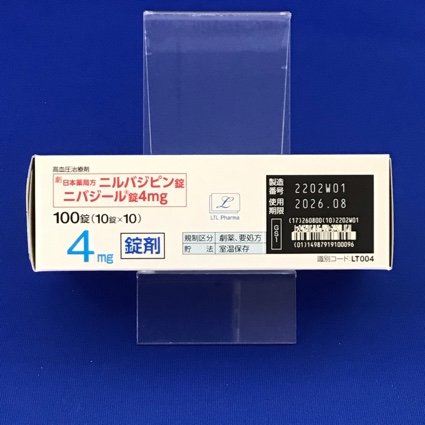 高血圧治療剤
劇 日本薬局方 ニルバジピン錠
ニバジール®錠4mg
100錠(10錠×10)
4mg 錠剤
L
LTL Pharma
規制区分 劇薬、要処方
貯法 室温保存
製造番号 2202W01
使用期限 2026.08
(17)260800(10)2202W01
GS1
(01)14987919100096
識別コード LT004